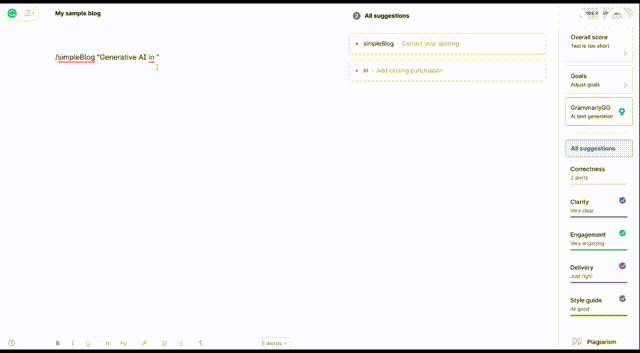 My sample blog
/simpleBlog "Generative AI in "
B I U H1 H2
5 words
2 All suggestions
simpleBlog - Correct your spelling
in - Add closing punctuation
Overall score
Text is too short
Goals
Adjust goals
GrammarlyGO
AI text generation
All suggestions
Correctness
2 alerts
Clarity
Very clear
Engagement
Very engaging
Delivery
Just right
Style guide
All good
Plagiarism